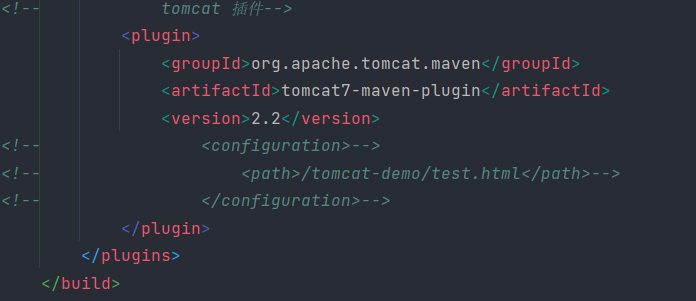 <!--            tomcat 插件-->
            <plugin>
                <groupId>org.apache.tomcat.maven</groupId>
                <artifactId>tomcat7-maven-plugin</artifactId>
                <version>2.2</version>
<!--                <configuration>-->
<!--                    <path>/tomcat-demo/test.html</path>-->
<!--                </configuration>-->
            </plugin>
        </plugins>
    </build>